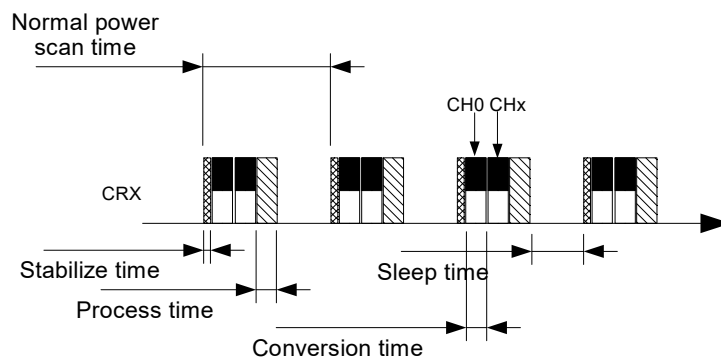 Normal power
scan time
CH0 CHx
CRX
Stabilize time
Sleep time
Process time
Conversion time